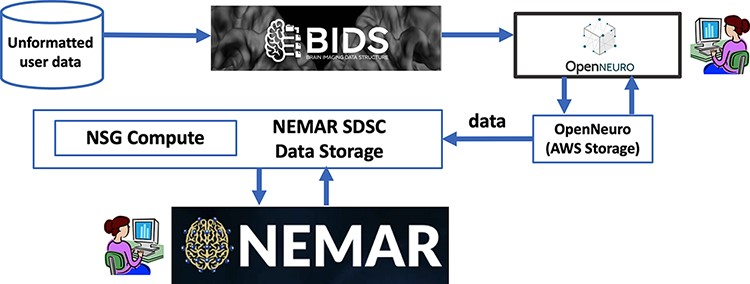 Unformatted
user data
BIDS
BRAIN IMAGING DATA STRUCTURE
OPENNEURO
NSG Compute
NEMAR SDSC
Data Storage
data
OpenNeuro
(AWS Storage)
NEMAR